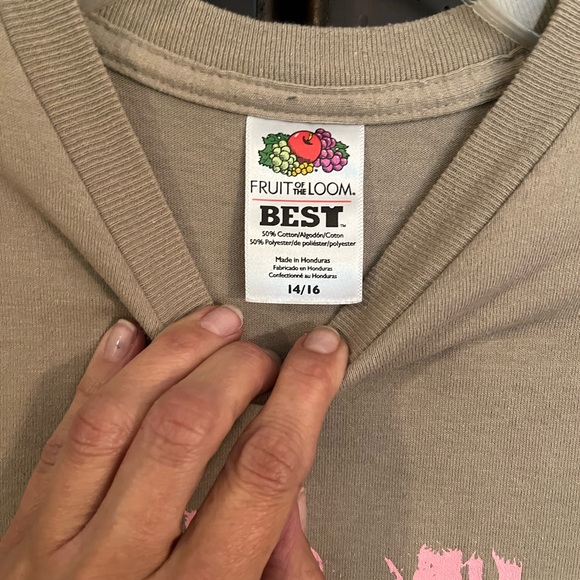 FRUIT OF THE LOOM®
BEST™
50% Cotton/Algodón/Coton
50% Polyester/de poliéster/polyester
Made in Honduras
Fabricado en Honduras
Confectionné au Honduras
14/16